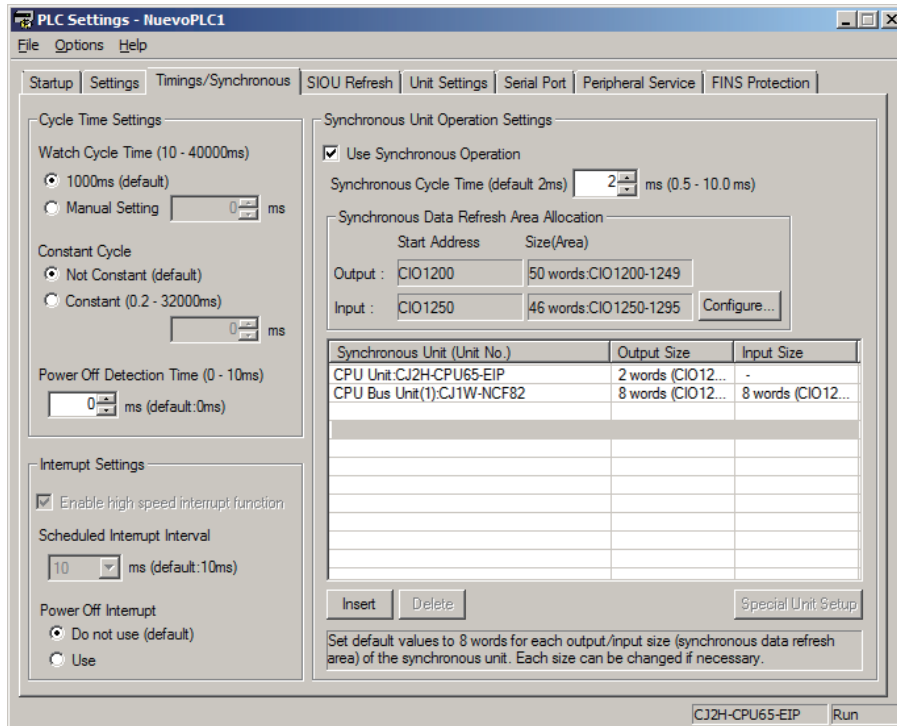 PLC Settings - NuevoPLC1
File Options Help
Startup Settings Timings/Synchronous SIOU Refresh Unit Settings Serial Port Peripheral Service FINS Protection
Cycle Time Settings
Watch Cycle Time (10 - 40000ms)
1000ms (default)
Manual Setting 0 ms
Constant Cycle
Not Constant (default)
Constant (0.2 - 32000ms)
0 ms
Power Off Detection Time (0 - 10ms)
0 ms (default:0ms)
Interrupt Settings
Enable high speed interrupt function
Scheduled Interrupt Interval
10 ms (default:10ms)
Power Off Interrupt
Do not use (default)
Use
Synchronous Unit Operation Settings
Use Synchronous Operation
Synchronous Cycle Time (default 2ms) 2 ms (0.5 - 10.0 ms)
Synchronous Data Refresh Area Allocation
Start Address Size(Area)
Output : CIO1200 50 words:CIO1200-1249
Input : CIO1250 46 words:CIO1250-1295 Configure...
Synchronous Unit (Unit No.) Output Size Input Size
CPU Unit:CJ2H-CPU65-EIP 2 words (CIO12... -
CPU Bus Unit(1):CJ1W-NCF82 8 words (CIO12... 8 words (CIO12...
Insert Delete Special Unit Setup
Set default values to 8 words for each output/input size (synchronous data refresh
area) of the synchronous unit. Each size can be changed if necessary.
CJ2H-CPU65-EIP Run